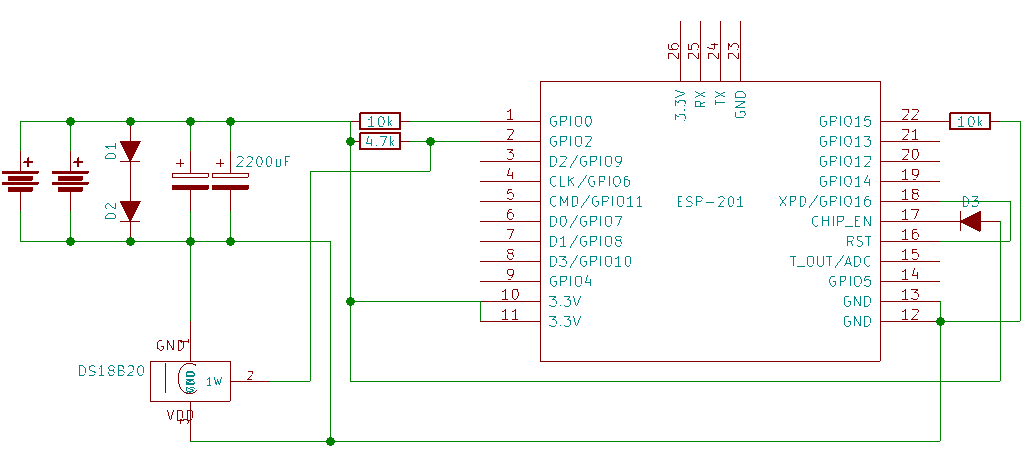 26
25
24
23
3.3V
RX
TX
GND
D1
D2
+
+
+
+
2200uF
10k
4.7k
1
GPIO0
2
GPIO2
3
D2/GPIO9
4
CLK/GPIO6
5
CMD/GPIO11
6
D0/GPIO7
7
D1/GPIO8
8
D3/GPIO10
9
GPIO4
10
3.3V
11
3.3V
ESP-201
GPIO15
22
GPIO13
21
GPIO12
20
GPIO14
19
XPD/GPIO16
18
CHIP_EN
17
RST
16
T_OUT/ADC
15
GPIO5
14
GND
13
GND
12
10k
D3
GND
1
DS18B20
1W
2
VDD
3